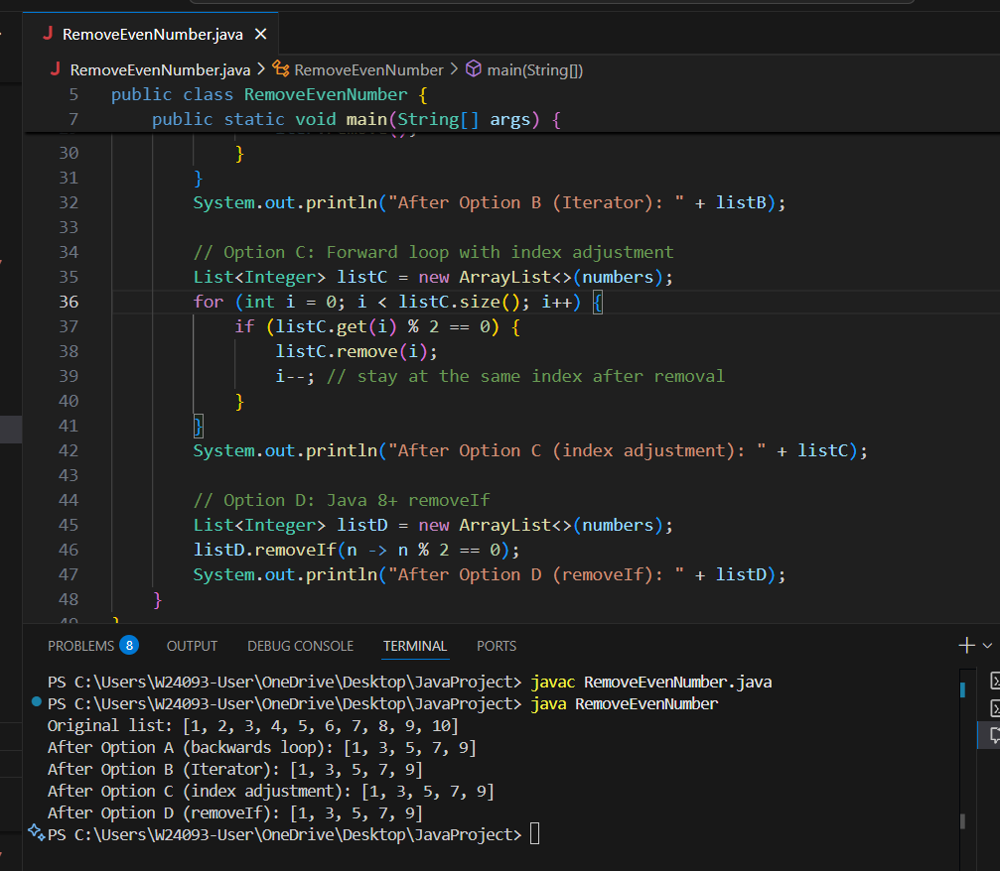 RemoveEvenNumber.java
RemoveEvenNumber.java > RemoveEvenNumber > main(String[])
5 public class RemoveEvenNumber {
7 public static void main(String[] args) {
30 }
31 }
32 System.out.println("After Option B (Iterator): " + listB);
33
34 // Option C: Forward loop with index adjustment
35 List<Integer> listC = new ArrayList<>(numbers);
36 for (int i = 0; i < listC.size(); i++) {
37 if (listC.get(i) % 2 == 0) {
38 listC.remove(i);
39 i--; // stay at the same index after removal
40 }
41 }
42 System.out.println("After Option C (index adjustment): " + listC);
43
44 // Option D: Java 8+ removeIf
45 List<Integer> listD = new ArrayList<>(numbers);
46 listD.removeIf(n -> n % 2 == 0);
47 System.out.println("After Option D (removeIf): " + listD);
48 }
PROBLEMS 8 OUTPUT DEBUG CONSOLE TERMINAL PORTS
PS C:\Users\W24093-User\OneDrive\Desktop\JavaProject> javac RemoveEvenNumber.java
PS C:\Users\W24093-User\OneDrive\Desktop\JavaProject> java RemoveEvenNumber
Original list: [1, 2, 3, 4, 5, 6, 7, 8, 9, 10]
After Option A (backwards loop): [1, 3, 5, 7, 9]
After Option B (Iterator): [1, 3, 5, 7, 9]
After Option C (index adjustment): [1, 3, 5, 7, 9]
After Option D (removeIf): [1, 3, 5, 7, 9]
PS C:\Users\W24093-User\OneDrive\Desktop\JavaProject>